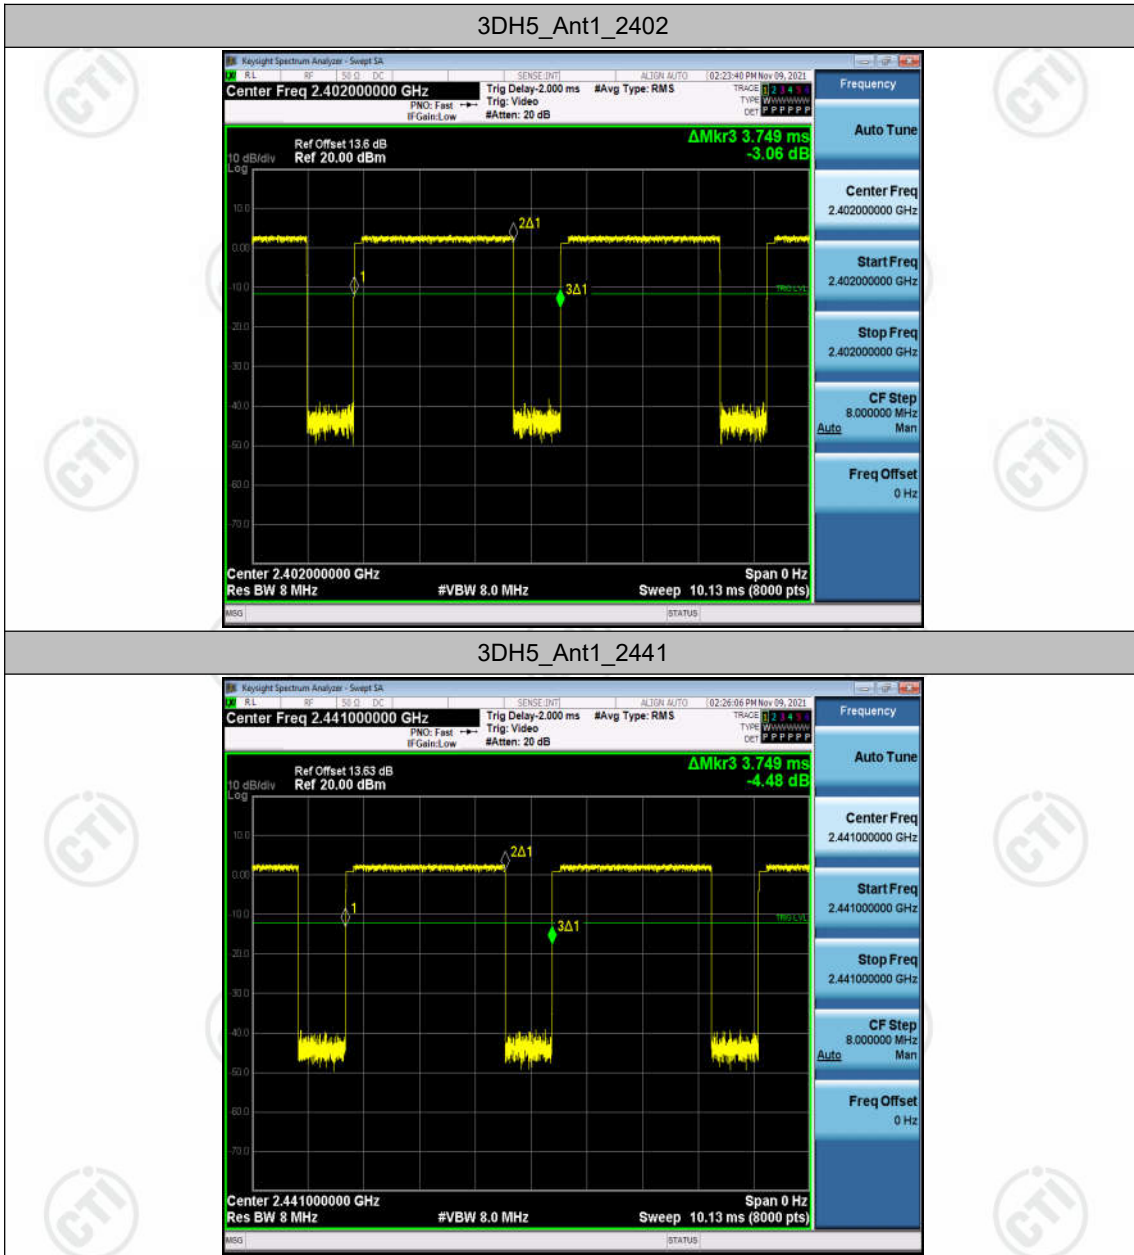 3DH5_Ant1_2402
Keysight Spectrum Analyzer - Swept SA
RL RF 50 Ω DC SENSE:INT ALIGN AUTO 02:23:40 PM Nov 09, 2021
Center Freq 2.402000000 GHz
PNO: Fast
IFGain:Low
Trig Delay-2.000 ms
Trig: Video
#Atten: 20 dB
#Avg Type: RMS
TRACE 1 2 3 4 5 6
TYPE WWWWWW
DET P P P P P P
Frequency
Auto Tune
Center Freq
2.402000000 GHz
Start Freq
2.402000000 GHz
Stop Freq
2.402000000 GHz
CF Step
8.000000 MHz
Auto Man
Freq Offset
0 Hz
ΔMkr3 3.749 ms
-3.06 dB
Ref Offset 13.6 dB
10 dB/div Ref 20.00 dBm
Log
10.0
0.00
-10.0
-20.0
-30.0
-40.0
-50.0
-60.0
-70.0
1
2Δ1
3Δ1
TRIG LVL
Center 2.402000000 GHz Span 0 Hz
Res BW 8 MHz #VBW 8.0 MHz Sweep 10.13 ms (8000 pts)
MSG STATUS
3DH5_Ant1_2441
Keysight Spectrum Analyzer - Swept SA
RL RF 50 Ω DC SENSE:INT ALIGN AUTO 02:26:06 PM Nov 09, 2021
Center Freq 2.441000000 GHz
PNO: Fast
IFGain:Low
Trig Delay-2.000 ms
Trig: Video
#Atten: 20 dB
#Avg Type: RMS
TRACE 1 2 3 4 5 6
TYPE WWWWWW
DET P P P P P P
Frequency
Auto Tune
Center Freq
2.441000000 GHz
Start Freq
2.441000000 GHz
Stop Freq
2.441000000 GHz
CF Step
8.000000 MHz
Auto Man
Freq Offset
0 Hz
ΔMkr3 3.749 ms
-4.48 dB
Ref Offset 13.63 dB
10 dB/div Ref 20.00 dBm
Log
10.0
0.00
-10.0
-20.0
-30.0
-40.0
-50.0
-60.0
-70.0
1
2Δ1
3Δ1
TRIG LVL
Center 2.441000000 GHz Span 0 Hz
Res BW 8 MHz #VBW 8.0 MHz Sweep 10.13 ms (8000 pts)
MSG STATUS
CTI
CTI
CTI
CTI
CTI
CTI
CTI
CTI